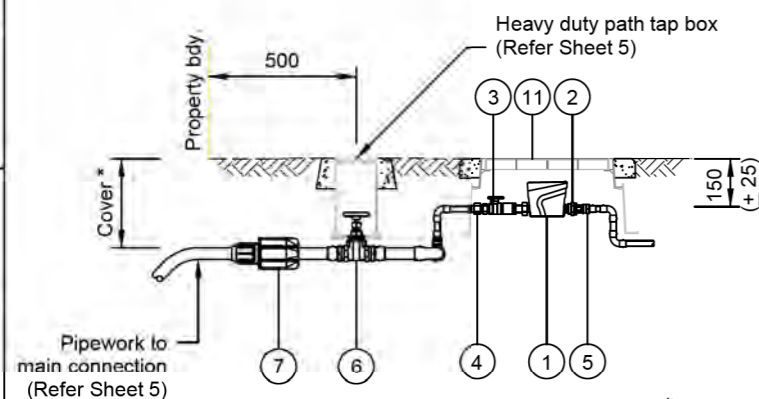 Heavy duty path tap box
(Refer Sheet 5)
Property bdy.
500
3
11
2
Cover *
150
(+ 25)
Pipework to
main connection
(Refer Sheet 5)
7
6
4
1
5